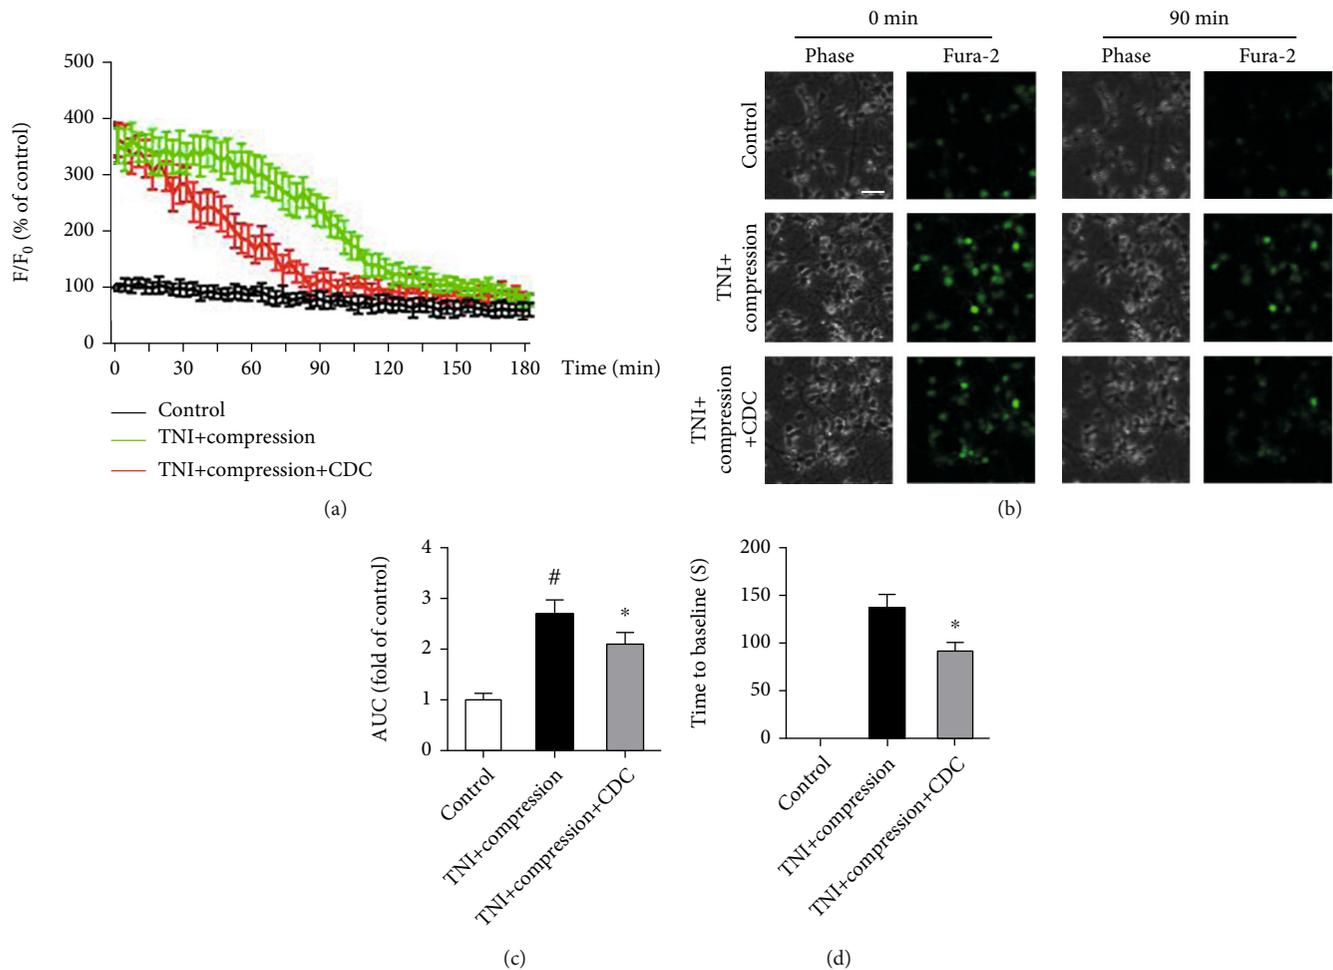 500
400
300
200
100
0
F/F0 (% of control)
0 30 60 90 120 150 180 Time (min)
Control
TNI+compression
TNI+compression+CDC
(a)
0 min 90 min
Phase Fura-2 Phase Fura-2
Control
TNI+
compression
TNI+
compression
+CDC
(b)
4
3
2
1
0
AUC (fold of control)
#
*
Control
TNI+compression
TNI+compression+CDC
(c)
200
150
100
50
0
Time to baseline (S)
*
Control
TNI+compression
TNI+compression+CDC
(d)